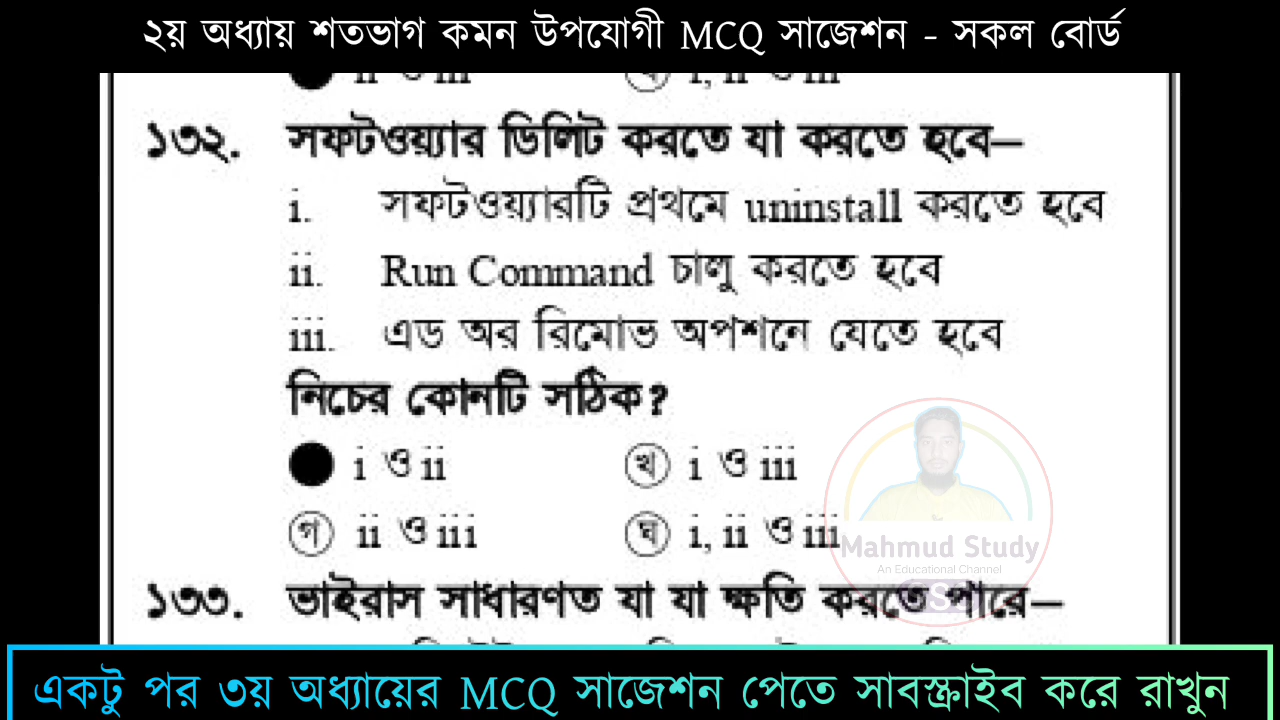 ২য় অধ্যায় শতভাগ কমন উপযোগী MCQ সাজেশন - সকল বোর্ড
১৩২. সফটওয়্যার ডিলিট করতে যা করতে হবে—
i. সফটওয়্যারটি প্রথমে uninstall করতে হবে
ii. Run Command চালু করতে হবে
iii. এড অর রিমোভ অপশনে যেতে হবে
নিচের কোনটি সঠিক?
● i ও ii ㅤখ i ও iii
গ ii ও iii ㅤঘ i, ii ও iii
Mahmud Study
An Educational Channel
১৩৩. ভাইরাস সাধারণত যা যা ক্ষতি করতে পারে—
একটু পর ৩য় অধ্যায়ের MCQ সাজেশন পেতে সাবস্ক্রাইব করে রাখুন